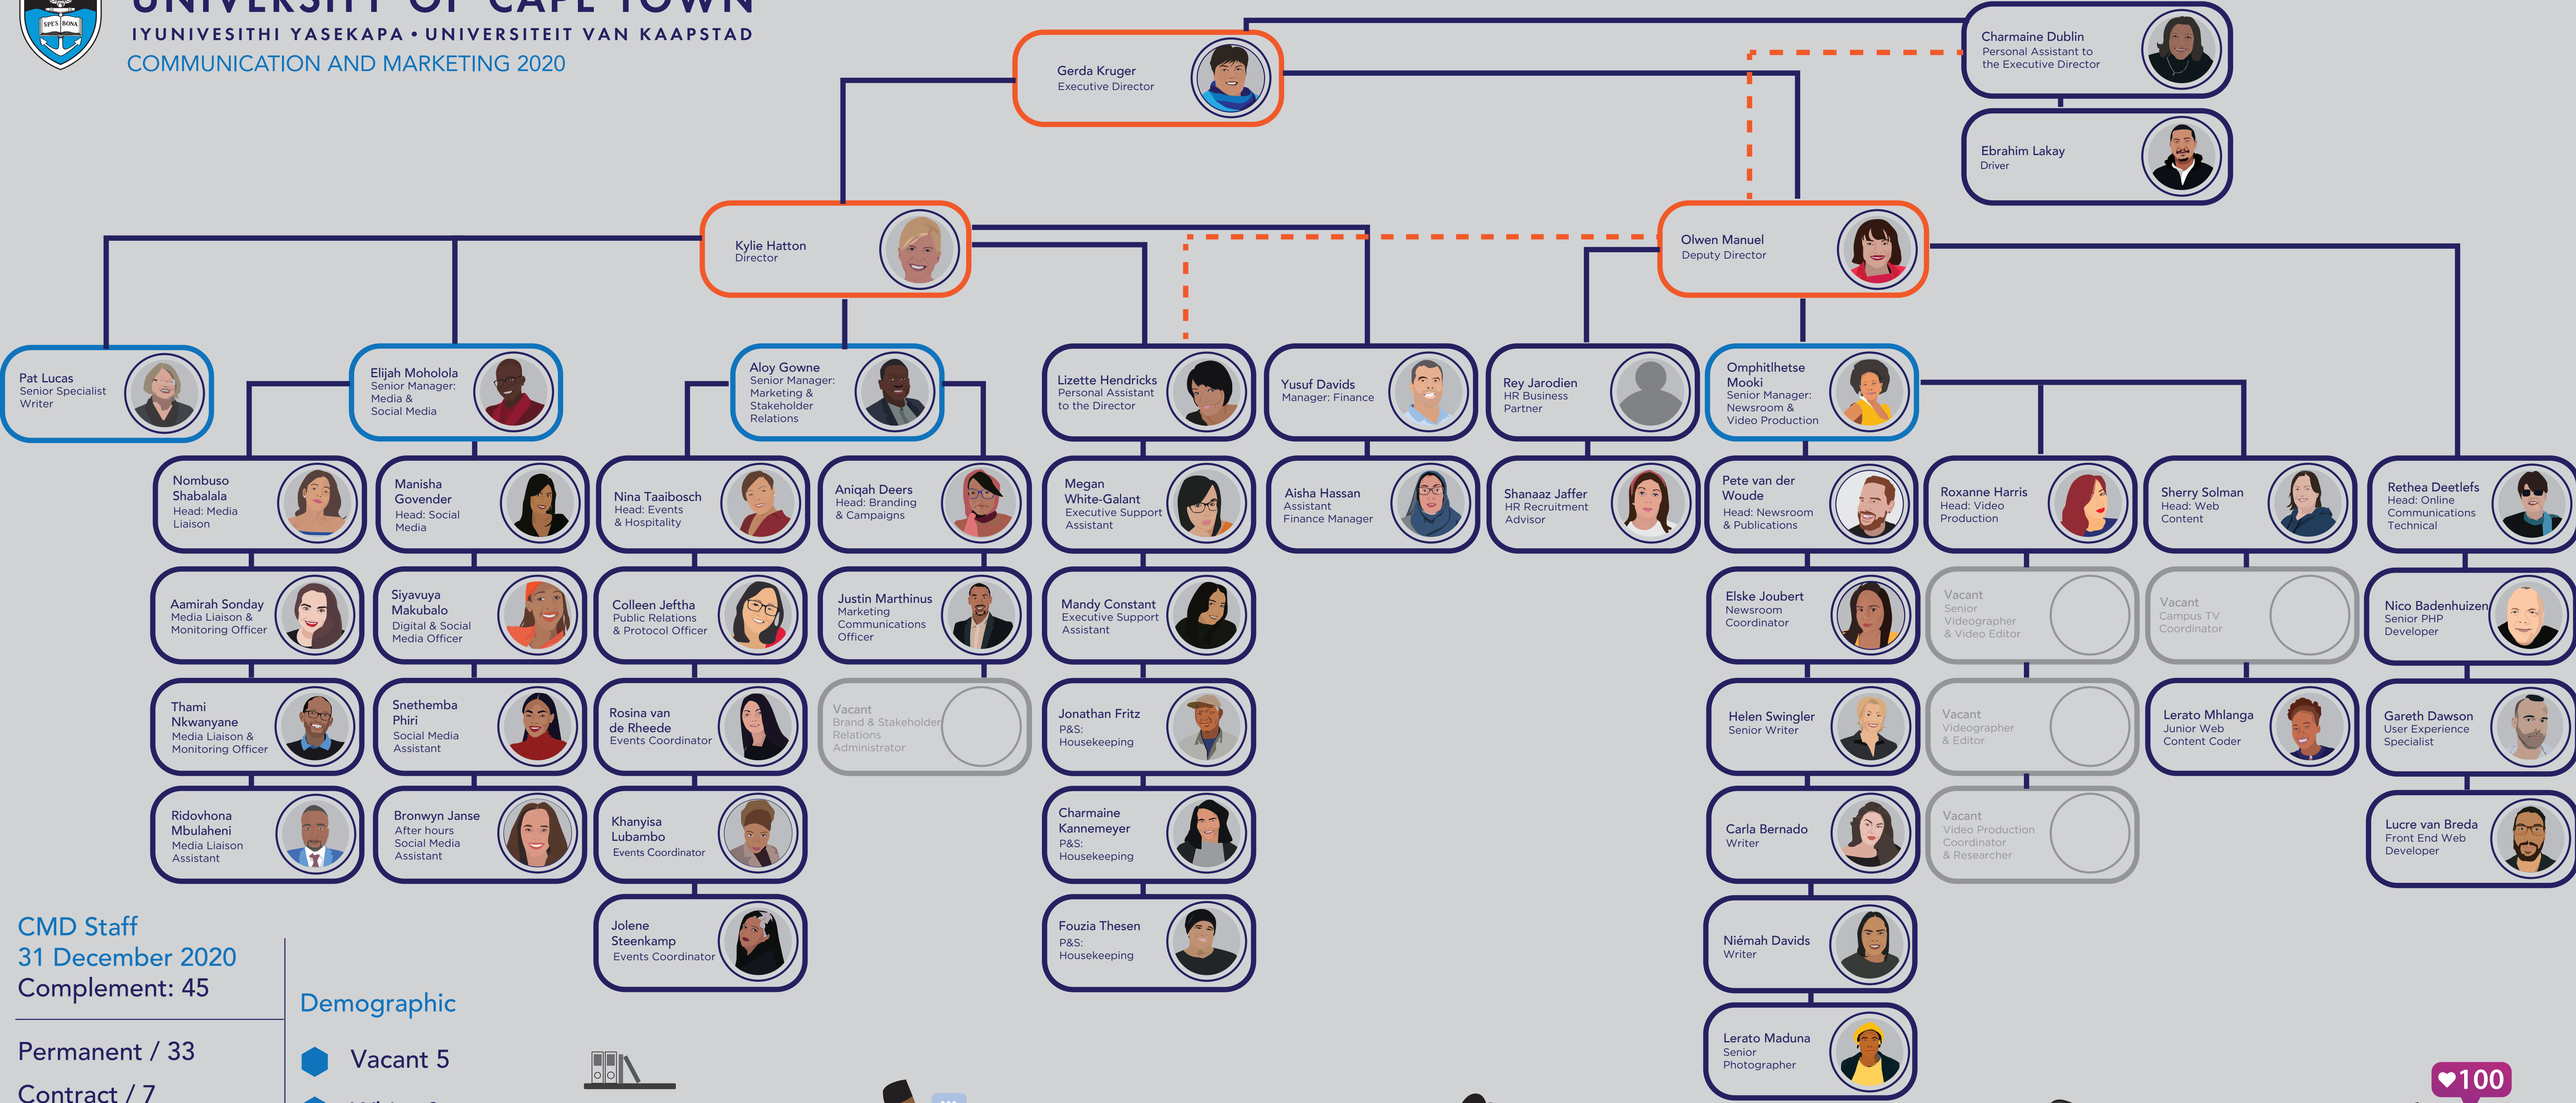 UNIVERSITY OF CAPE TOWN
IYUNIVESITHI YASEKAPA • UNIVERSITEIT VAN KAAPSTAD
COMMUNICATION AND MARKETING 2020
SPES BONA
Gerda Kruger
Executive Director
Charmaine Dublin
Personal Assistant to
the Executive Director
Ebrahim Lakay
Driver
Kylie Hatton
Director
Olwen Manuel
Deputy Director
Pat Lucas
Senior Specialist
Writer
Elijah Moholola
Senior Manager:
Media &
Social Media
Aloy Gowne
Senior Manager:
Marketing &
Stakeholder
Relations
Lizette Hendricks
Personal Assistant
to the Director
Yusuf Davids
Manager: Finance
Rey Jarodien
HR Business
Partner
Omphitlhetse
Mooki
Senior Manager:
Newsroom &
Video Production
Nombuso
Shabalala
Head: Media
Liaison
Manisha
Govender
Head: Social
Media
Nina Taaibosch
Head: Events
& Hospitality
Aniqah Deers
Head: Branding
& Campaigns
Megan
White-Galant
Executive Support
Assistant
Aisha Hassan
Assistant
Finance Manager
Shanaaz Jaffer
HR Recruitment
Advisor
Pete van der
Woude
Head: Newsroom
& Publications
Roxanne Harris
Head: Video
Production
Sherry Solman
Head: Web
Content
Rethea Deetlefs
Head: Online
Communications
Technical
Aamirah Sonday
Media Liaison &
Monitoring Officer
Siyavuya
Makubalo
Digital & Social
Media Officer
Colleen Jeftha
Public Relations
& Protocol Officer
Justin Marthinus
Marketing
Communications
Officer
Mandy Constant
Executive Support
Assistant
Elske Joubert
Newsroom
Coordinator
Vacant
Senior
Videographer
& Video Editor
Vacant
Campus TV
Coordinator
Nico Badenhuizen
Senior PHP
Developer
Thami
Nkwanyane
Media Liaison &
Monitoring Officer
Snethemba
Phiri
Social Media
Assistant
Rosina van
de Rheede
Events Coordinator
Vacant
Brand & Stakeholder
Relations
Administrator
Jonathan Fritz
P&S:
Housekeeping
Helen Swingler
Senior Writer
Vacant
Videographer
& Editor
Lerato Mhlanga
Junior Web
Content Coder
Gareth Dawson
User Experience
Specialist
Ridovhona
Mbulaheni
Media Liaison
Assistant
Bronwyn Janse
After hours
Social Media
Assistant
Khanyisa
Lubambo
Events Coordinator
Charmaine
Kannemeyer
P&S:
Housekeeping
Carla Bernado
Writer
Vacant
Video Production
Coordinator
& Researcher
Lucre van Breda
Front End Web
Developer
Jolene
Steenkamp
Events Coordinator
Fouzia Thesen
P&S:
Housekeeping
Niémah Davids
Writer
Lerato Maduna
Senior
Photographer
CMD Staff
31 December 2020
Complement: 45
Permanent / 33
Contract / 7
Demographic
Vacant 5
100